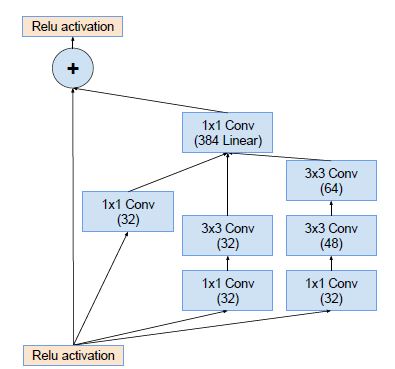 Relu activation
+
1x1 Conv
(384 Linear)
3x3 Conv
(64)
1x1 Conv
(32)
3x3 Conv
(32)
3x3 Conv
(48)
1x1 Conv
(32)
1x1 Conv
(32)
Relu activation